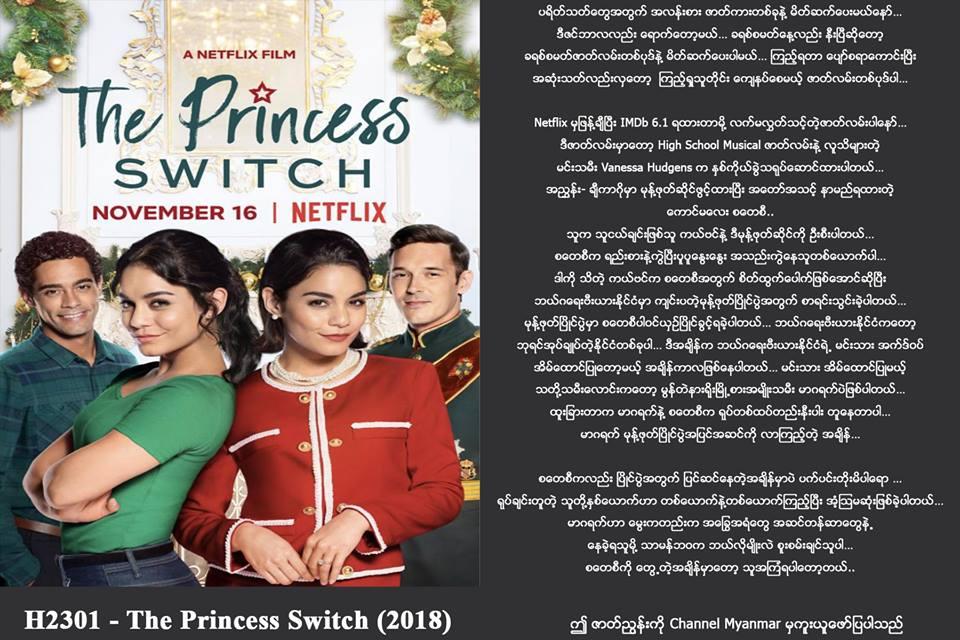 A NETFLIX FILM
The Princess
SWITCH
NOVEMBER 16 | NETFLIX
H2301 - The Princess Switch (2018)
ပရိတ်သတ်တွေအတွက် အလန်းစား ဇာတ်ကားတစ်ခုနဲ့ မိတ်ဆက်ပေးမယ်နော်...
ဒီဇင်ဘာလလည်း ရောက်တော့မယ်... ခရစ်စမတ်နေ့လည်း နီးပြီဆိုတော့
ခရစ်စမတ်ဇာတ်လမ်းတစ်ပုဒ်နဲ့ မိတ်ဆက်ပေးပါမယ်... ကြည့်ရတာ ပျော်စရာကောင်းပြီး
အဆုံးသတ်လည်းလှတော့ ကြည့်ရှုသူတိုင်း ကျေနပ်စေမယ့် ဇာတ်လမ်းတစ်ပုဒ်ပါ...
Netflix မှဖြန့်ချီပြီး IMDb 6.1 ရထားတာမို့ လက်မလွှတ်သင့်တဲ့ဇာတ်လမ်းပါနော်...
ဒီဇာတ်လမ်းမှာတော့ High School Musical ဇာတ်လမ်းနဲ့ လူသိများတဲ့
မင်းသမီး Vanessa Hudgens က နှစ်ကိုယ်ခွဲသရုပ်ဆောင်ထားပါတယ်...
အညွှန်း- ချီကာဂိုမှာ မုန့်ဖုတ်ဆိုင်ဖွင့်ထားပြီး အတော်အသင့် နာမည်ရထားတဲ့
ကောင်မလေး စတေစီ..
သူက သူငယ်ချင်းဖြစ်သူ ကယ်ဗင်နဲ့ ဒီမုန့်ဖုတ်ဆိုင်ကို ဦးစီးပါတယ်...
စတေစီက ရည်းစားနဲ့ကွဲပြီးပူပူနွေးနွေး အသည်းကွဲနေသူတစ်ယောက်ပါ...
ဒါကို သိတဲ့ ကယ်ဗင်က စတေစီအတွက် စိတ်ထွက်ပေါက်ဖြစ်အောင်ဆိုပြီး
ဘယ်ဂရေးဗီးယားနိုင်ငံမှာ ကျင်းပတဲ့မုန့်ဖုတ်ပြိုင်ပွဲအတွက် စာရင်းသွင်းခဲ့ပါတယ်...
မုန့်ဖုတ်ပြိုင်ပွဲမှာ စတေစီပါဝင်ယှဉ်ပြိုင်ခွင့်ရခဲ့ပါတယ်... ဘယ်ဂရေးဗီးယားနိုင်ငံကတော့
ဘုရင်အုပ်ချုပ်တဲ့နိုင်ငံတစ်ခုပါ... ဒီအချိန်က ဘယ်ဂရေးဗီးယားနိုင်ငံရဲ့ မင်းသား အက်ဒ်ဝပ်
အိမ်ထောင်ပြုတော့မယ့် အချိန်ကာလဖြစ်နေပါတယ်... မင်းသား အိမ်ထောင်ပြုမယ့်
သတို့သမီးလောင်းကတော့ မွန်တဲနားရိုးမြို့စားအမျိုးသမီး မာဂရက်ပဲဖြစ်ပါတယ်...
ထူးခြားတာက မာဂရက်နဲ့ စတေစီက ရုပ်တစ်ထပ်တည်းနီးပါး တူနေတာပါ...
မာဂရက် မုန့်ဖုတ်ပြိုင်ပွဲအပြင်အဆင်ကို လာကြည့်တဲ့ အချိန်...
စတေစီကလည်း ပြိုင်ပွဲအတွက် ပြင်ဆင်နေတဲ့အချိန်မှာပဲ ပက်ပင်းတိုးမိပါရော ...
ရုပ်ချင်းတူတဲ့ သူတို့နှစ်ယောက်ဟာ တစ်ယောက်နဲ့တစ်ယောက်ကြည့်ပြီး အံ့သြမဆုံးဖြစ်ခဲ့ပါတယ်...
မာဂရက်ဟာ မွေးကတည်းက အခြွေအရံတွေ အဆင်တန်ဆာတွေနဲ့
နေခဲ့ရသူမို့ သာမန်ဘဝက ဘယ်လိုမျိုးလဲ စူးစမ်းချင်သူပါ...
စတေစီကို တွေ့တဲ့အချိန်မှာတော့ သူအကြံရပါတော့တယ်..
ဤ ဇာတ်ညွှန်းကို Channel Myanmar မှကူးယူဖော်ပြပါသည်